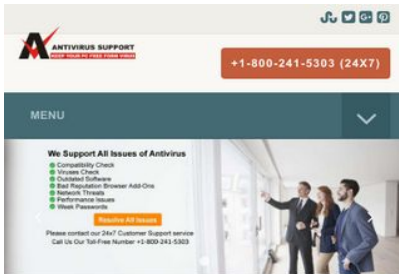 ANTIVIRUS SUPPORT
KEEP YOUR PC FREE FORM VIRUS
+1-800-241-5303 (24X7)
MENU
We Support All Issues of Antivirus
Compatibility Check
Viruses Check
Outdated Software
Bad Reputation Browser Add-Ons
Network Threats
Performance Issues
Week Passwords
Resolve All Issues
Please contact our 24x7 Customer Support service
Call Us Our Toll-Free Number +1-800-241-5303